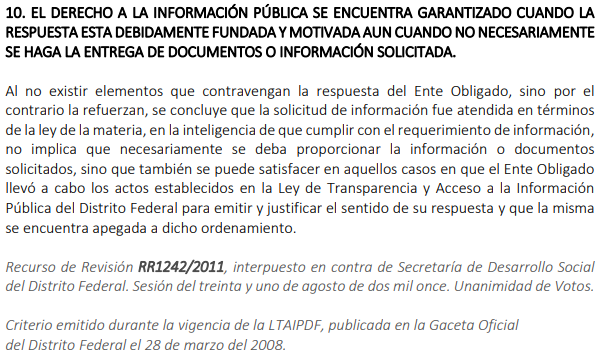 10. EL DERECHO A LA INFORMACIÓN PÚBLICA SE ENCUENTRA GARANTIZADO CUANDO LA
RESPUESTA ESTA DEBIDAMENTE FUNDADA Y MOTIVADA AUN CUANDO NO NECESARIAMENTE
SE HAGA LA ENTREGA DE DOCUMENTOS O INFORMACIÓN SOLICITADA.
Al no existir elementos que contravengan la respuesta del Ente Obligado, sino por el
contrario la refuerzan, se concluye que la solicitud de información fue atendida en términos
de la ley de la materia, en la inteligencia de que cumplir con el requerimiento de información,
no implica que necesariamente se deba proporcionar la información o documentos
solicitados, sino que también se puede satisfacer en aquellos casos en que el Ente Obligado
llevó a cabo los actos establecidos en la Ley de Transparencia y Acceso a la Información
Pública del Distrito Federal para emitir y justificar el sentido de su respuesta y que la misma
se encuentra apegada a dicho ordenamiento.
Recurso de Revisión RR1242/2011, interpuesto en contra de Secretaría de Desarrollo Social
del Distrito Federal. Sesión del treinta y uno de agosto de dos mil once. Unanimidad de Votos.
Criterio emitido durante la vigencia de la LTAIPDF, publicada en la Gaceta Oficial
del Distrito Federal el 28 de marzo del 2008.